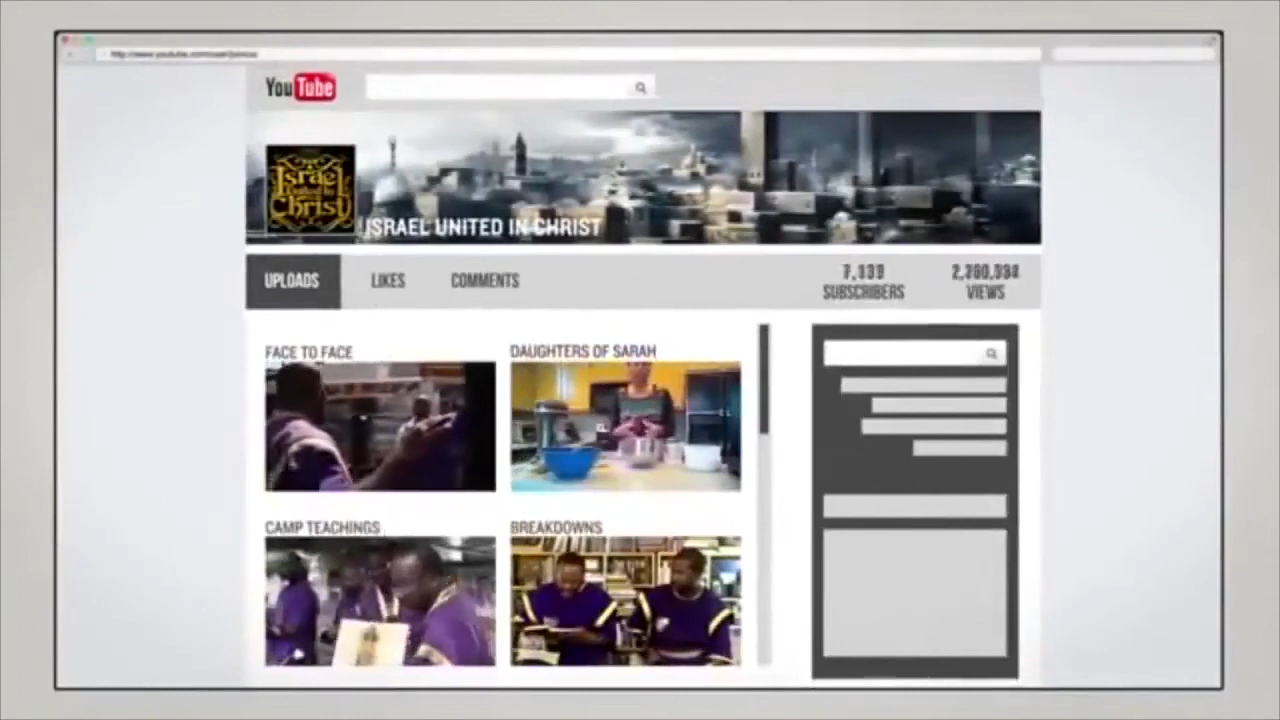 YouTube
Israel
United in
Christ
ISRAEL UNITED IN CHRIST
UPLOADS
LIKES
COMMENTS
SUBSCRIBERS
VIEWS
FACE TO FACE
DAUGHTERS OF SARAH
CAMP TEACHINGS
BREAKDOWNS